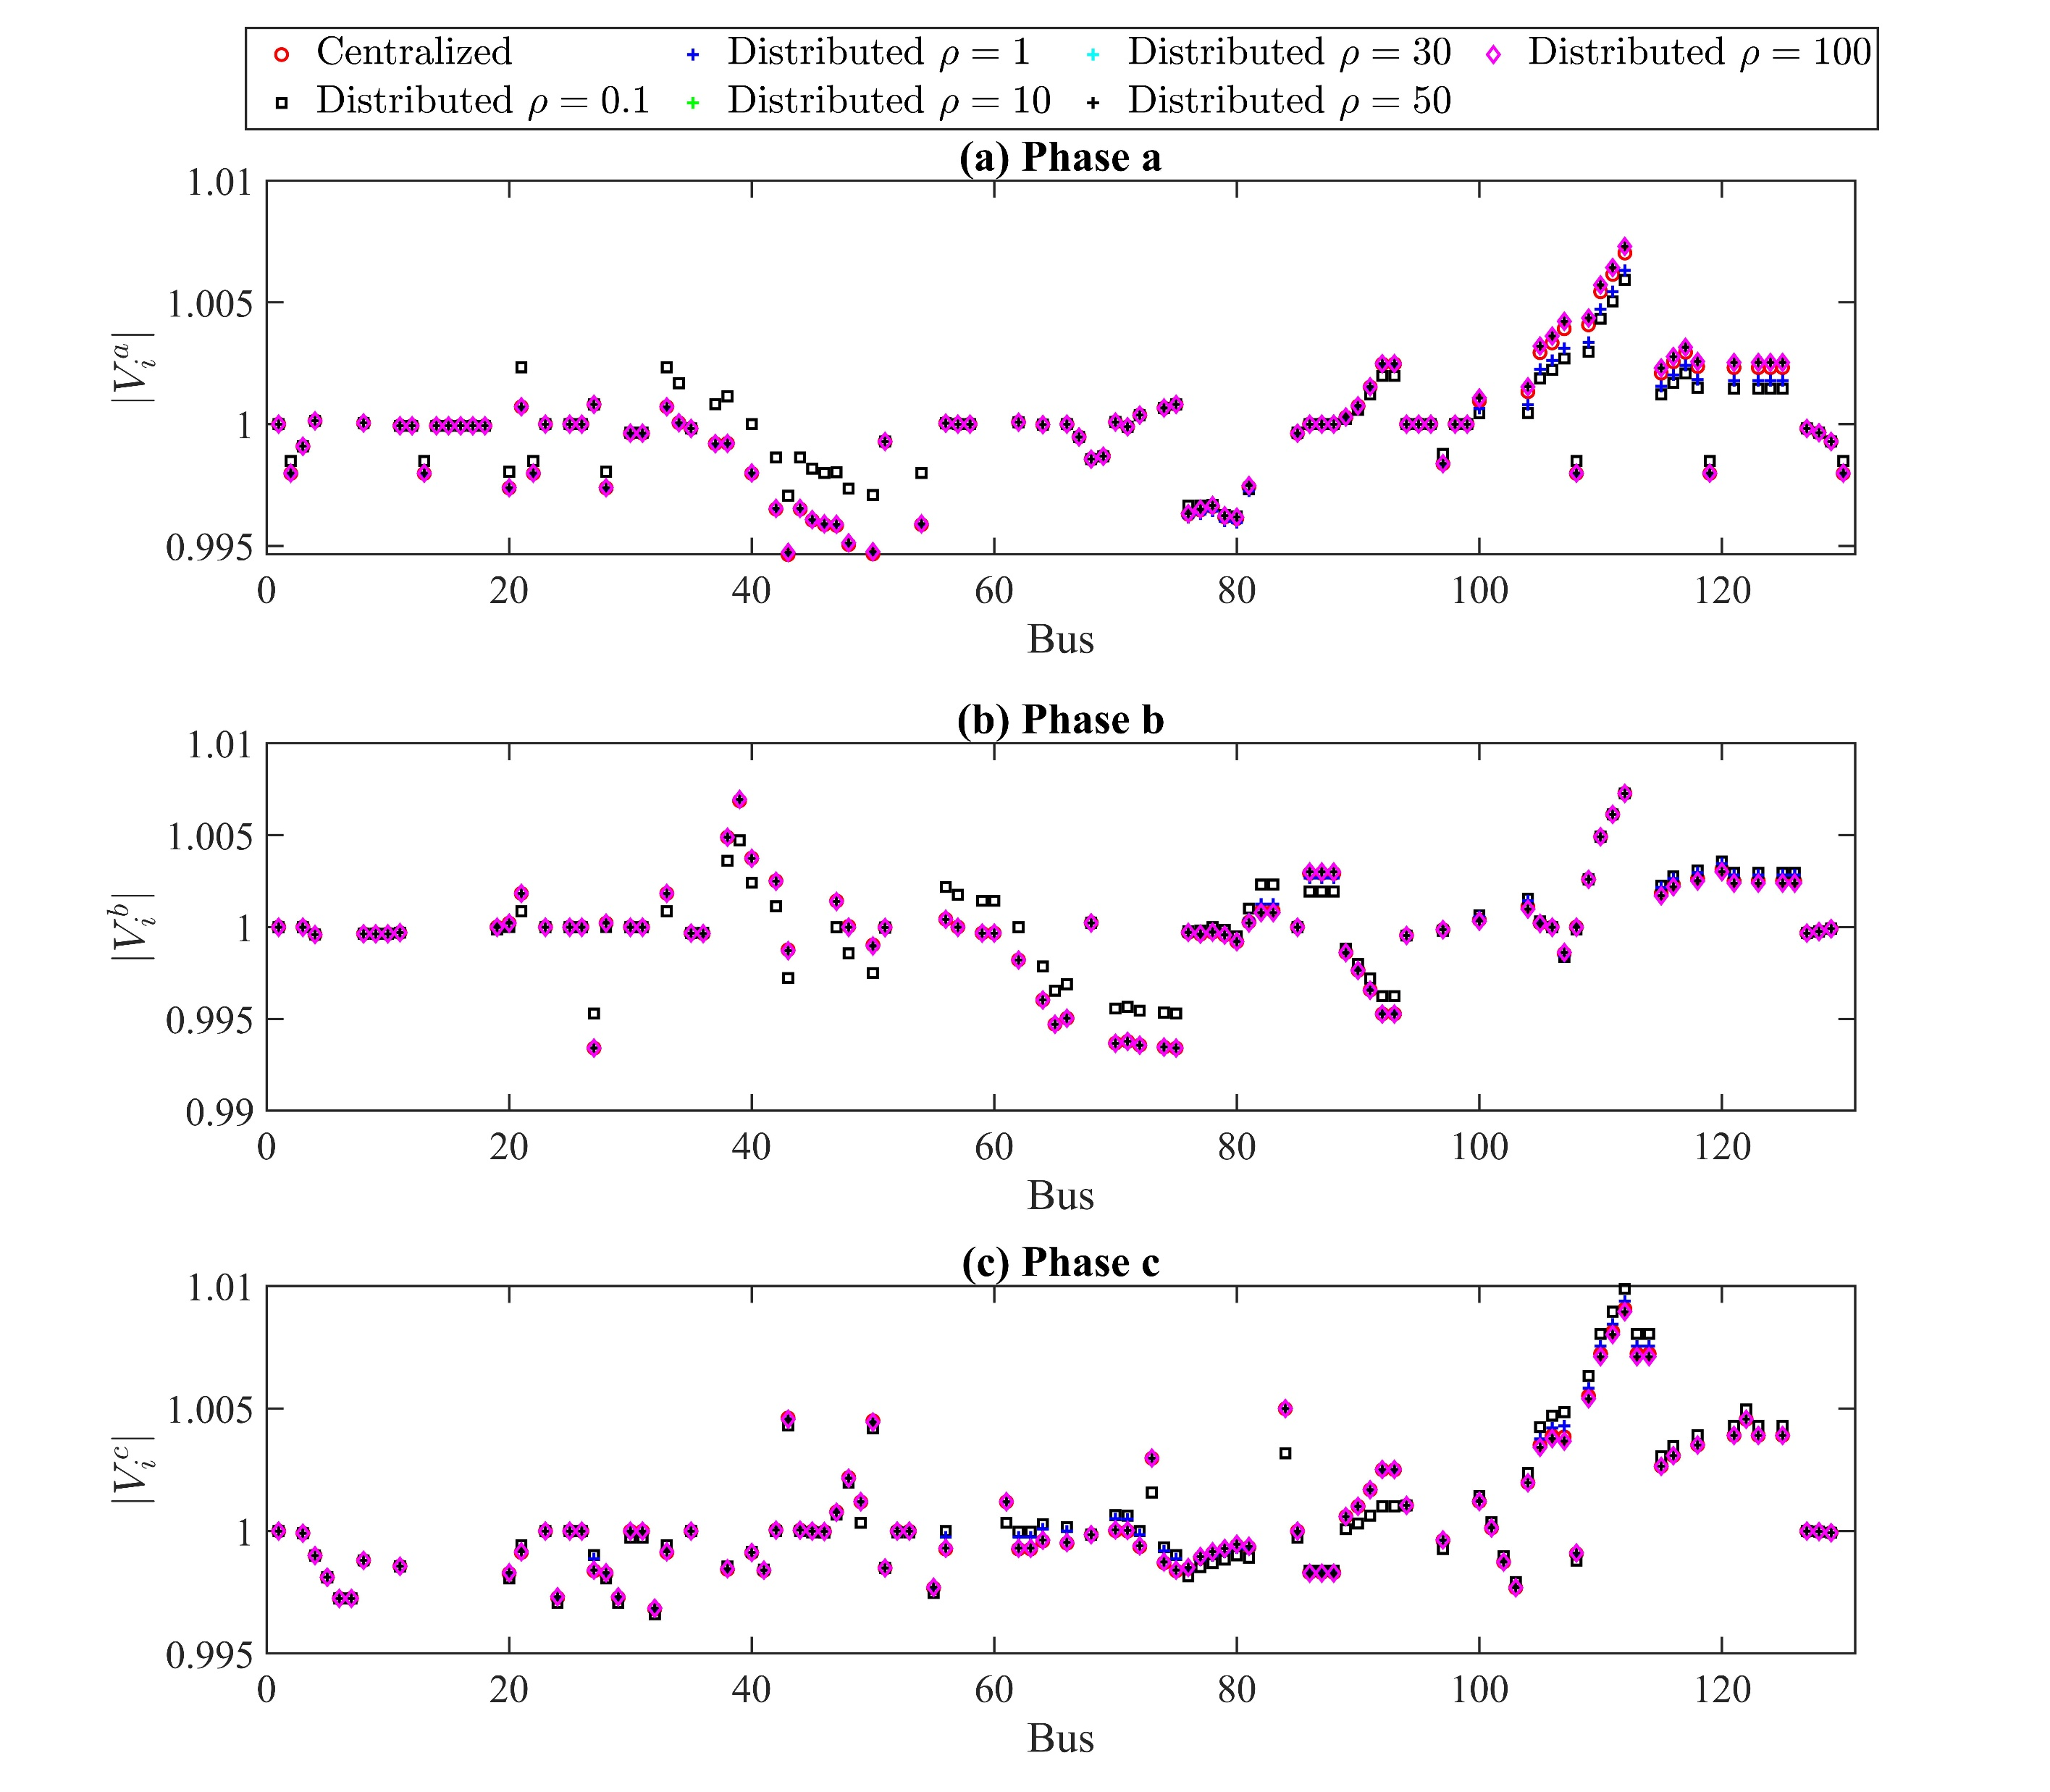 Centralized
Distributed ρ = 1
Distributed ρ = 30
Distributed ρ = 100
Distributed ρ = 0.1
Distributed ρ = 10
Distributed ρ = 50
(a) Phase a
1.01
1.005
1
0.995
|V_i^a|
0 20 40 60 80 100 120
Bus
(b) Phase b
1.01
1.005
1
0.995
0.99
|V_i^b|
0 20 40 60 80 100 120
Bus
(c) Phase c
1.01
1.005
1
0.995
|V_i^c|
0 20 40 60 80 100 120
Bus